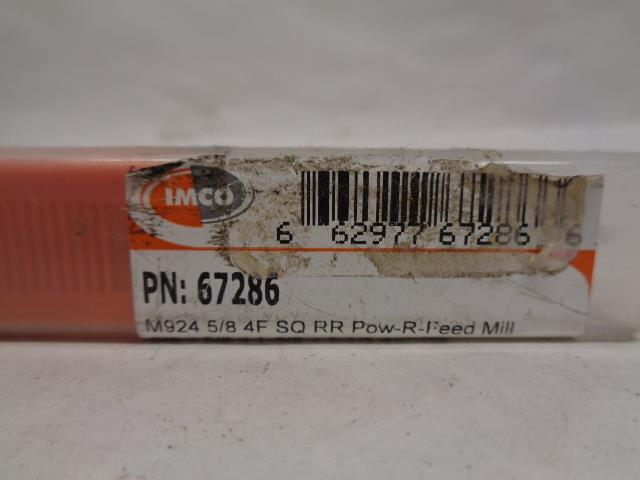 IMCO
6 62977 67286 6
PN: 67286
M924 5/8 4F SQ RR Pow-R-Feed Mill